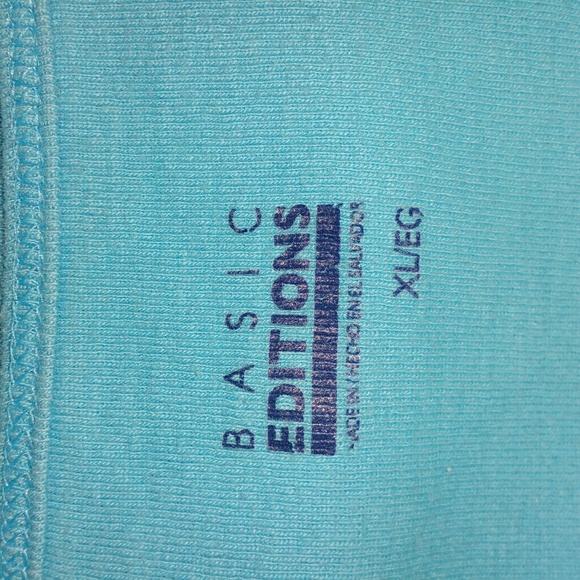 BASIC
EDITIONS
MADE IN / HECHO EN EL SALVADOR
XL/EG